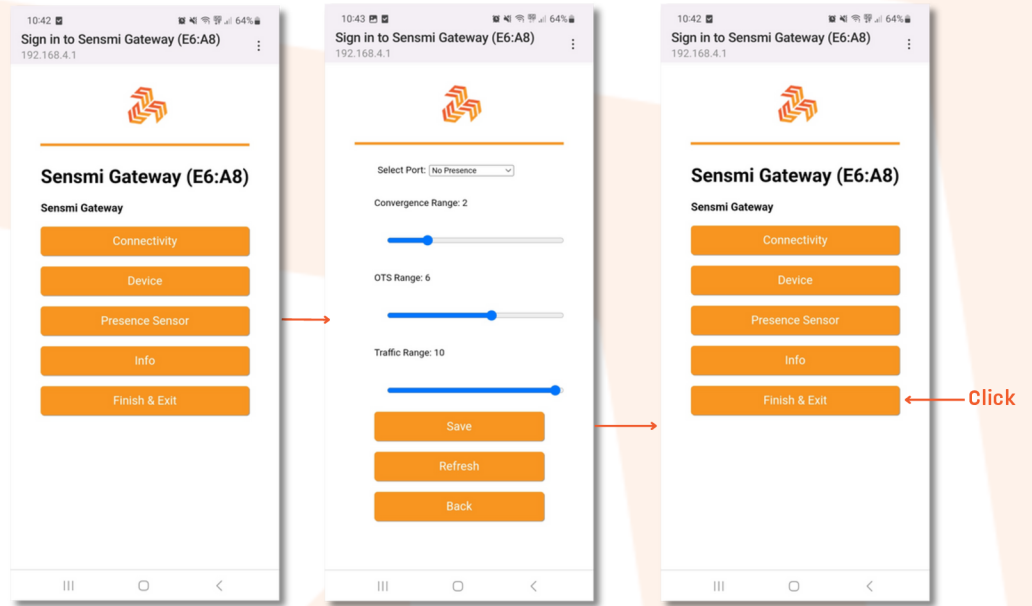 10:42
64%
Sign in to Sensmi Gateway (E6:A8)
192.168.4.1
Sensmi Gateway (E6:A8)
Sensmi Gateway
Connectivity
Device
Presence Sensor
Info
Finish & Exit
10:43
64%
Sign in to Sensmi Gateway (E6:A8)
192.168.4.1
Select Port: No Presence
Convergence Range: 2
OTS Range: 6
Traffic Range: 10
Save
Refresh
Back
10:42
64%
Sign in to Sensmi Gateway (E6:A8)
192.168.4.1
Sensmi Gateway (E6:A8)
Sensmi Gateway
Connectivity
Device
Presence Sensor
Info
Finish & Exit
Click